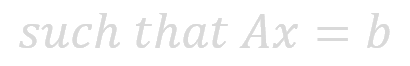 such that Ax = b